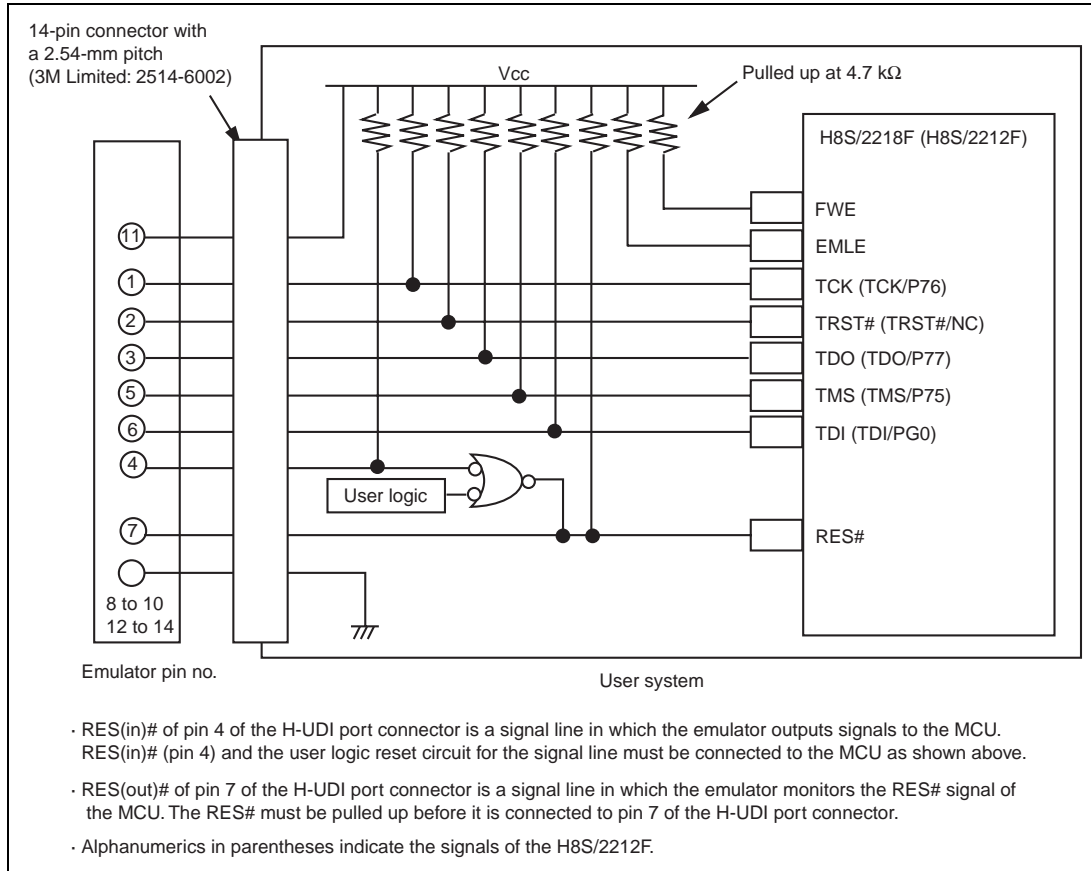 14-pin connector with
a 2.54-mm pitch
(3M Limited: 2514-6002)
Vcc
Pulled up at 4.7 kΩ
H8S/2218F (H8S/2212F)
FWE
11
EMLE
1
TCK (TCK/P76)
2
TRST# (TRST#/NC)
3
TDO (TDO/P77)
5
TMS (TMS/P75)
6
TDI (TDI/PG0)
4
User logic
7
RES#
8 to 10
12 to 14
Emulator pin no.
User system
· RES(in)# of pin 4 of the H-UDI port connector is a signal line in which the emulator outputs signals to the MCU.
RES(in)# (pin 4) and the user logic reset circuit for the signal line must be connected to the MCU as shown above.
· RES(out)# of pin 7 of the H-UDI port connector is a signal line in which the emulator monitors the RES# signal of
the MCU. The RES# must be pulled up before it is connected to pin 7 of the H-UDI port connector.
· Alphanumerics in parentheses indicate the signals of the H8S/2212F.